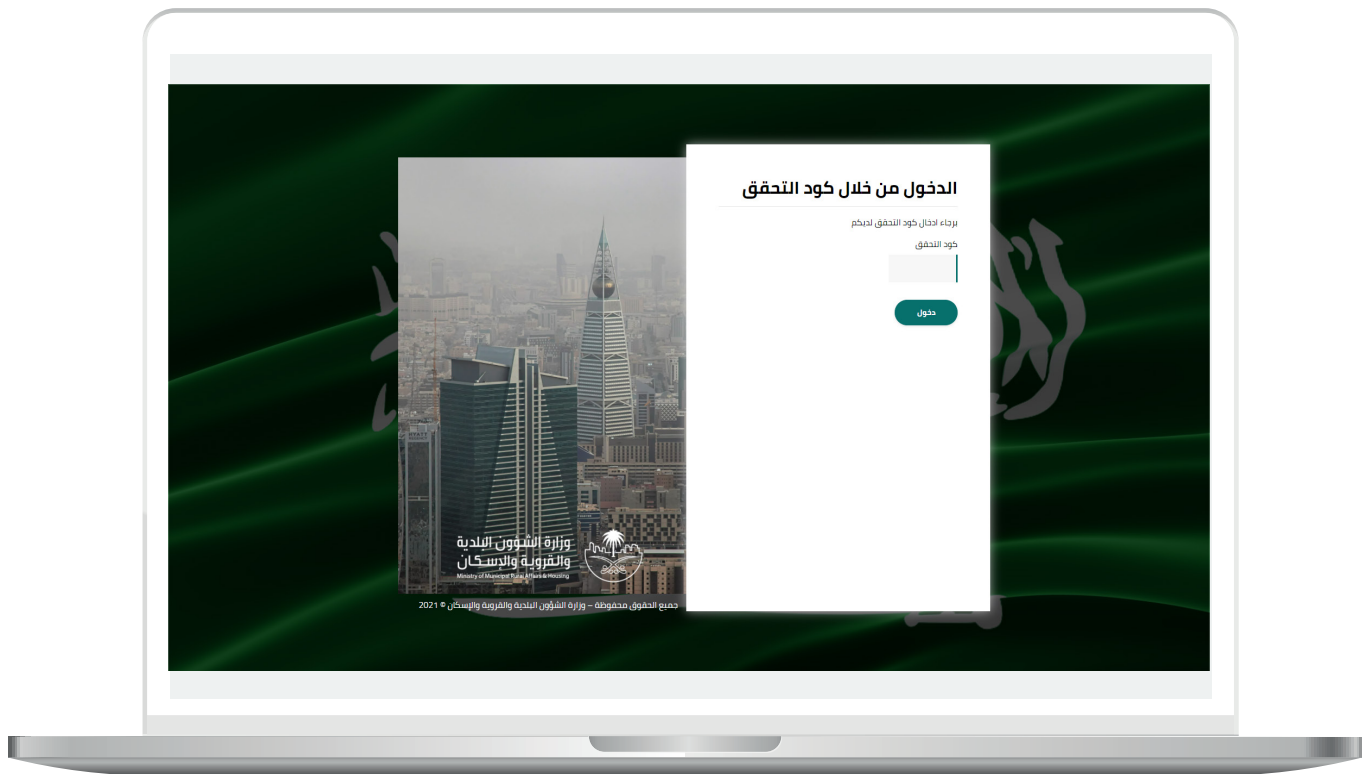 الدخول من خلال كود التحقق
برجاء ادخال كود التحقق لديكم
كود التحقق
دخول
وزارة الشؤون البلدية
والقروية والإسكان
Ministry of Municipal Rural Affairs & Housing
جميع الحقوق محفوظة – وزارة الشؤون البلدية والقروية والإسكان © 2021